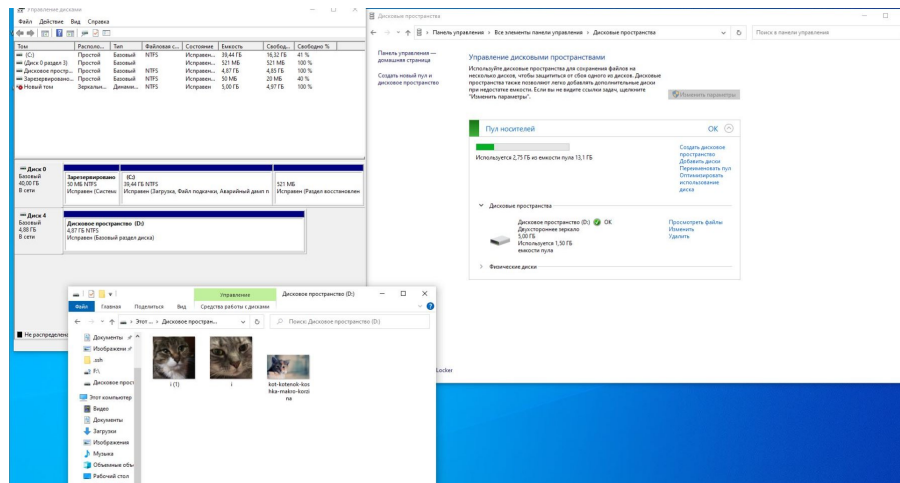 Управление дисками
Файл Действие Вид Справка
Том Располо... Тип Файловая с... Состояние Емкость Свобод... Свободно %
(C:) Простой Базовый NTFS Исправен... 39,44 ГБ 16,32 ГБ 41 %
(Диск 0 раздел 3) Простой Базовый Исправен... 521 МБ 521 МБ 100 %
Дисковое простр... Простой Базовый NTFS Исправен... 4,87 ГБ 4,85 ГБ 100 %
Зарезервировано... Простой Базовый NTFS Исправен... 50 МБ 20 МБ 40 %
Новый том Зеркальн... Динами... NTFS Исправен 5,00 ГБ 4,97 ГБ 100 %
Диск 0
Базовый
40,00 ГБ
В сети
Зарезервировано
50 МБ NTFS
Исправен (Системы
(C:)
39,44 ГБ NTFS
Исправен (Загрузка, Файл подкачки, Аварийный дамп п
521 МБ
Исправен (Раздел восстановлен
Диск 4
Базовый
4,88 ГБ
В сети
Дисковое пространство (D:)
4,87 ГБ NTFS
Исправен (Базовый раздел диска)
Не распределена
Дисковые пространства
Панель управления › Все элементы панели управления › Дисковые пространства
Поиск в панели управления
Панель управления —
домашняя страница
Создать новый пул и
дисковое пространство
Управление дисковыми пространствами
Используйте дисковые пространства для сохранения файлов на
нескольких дисках, чтобы защититься от сбоя одного из дисков. Дисковые
пространства также позволяют легко добавлять дополнительные диски
при недостатке емкости. Если вы не видите ссылки задач, щелкните
"Изменить параметры".
Изменить параметры
Пул носителей
OK
Используется 2,75 ГБ из емкости пула 13,1 ГБ
Создать дисковое
пространство
Добавить диски
Переименовать пул
Оптимизировать
использование
диска
Дисковые пространства
Дисковое пространство (D:) OK
Двухстороннее зеркало
5,00 ГБ
Используется 1,50 ГБ
емкости пула
Просмотреть файлы
Изменить
Удалить
Физические диски
Locker
Управление
Дисковое пространство (D:)
Файл Главная Поделиться Вид Средства работы с дисками
Этот ... › Дисковое простран...
Поиск: Дисковое пространство (D:)
Документы
Изображени
.ssh
F:\
Дисковое прост
Этот компьютер
Видео
Документы
Загрузки
Изображения
Музыка
Объемные объ
Рабочий стол
i (1)
i
kot-kotenok-kos
hka-makro-korzi
na